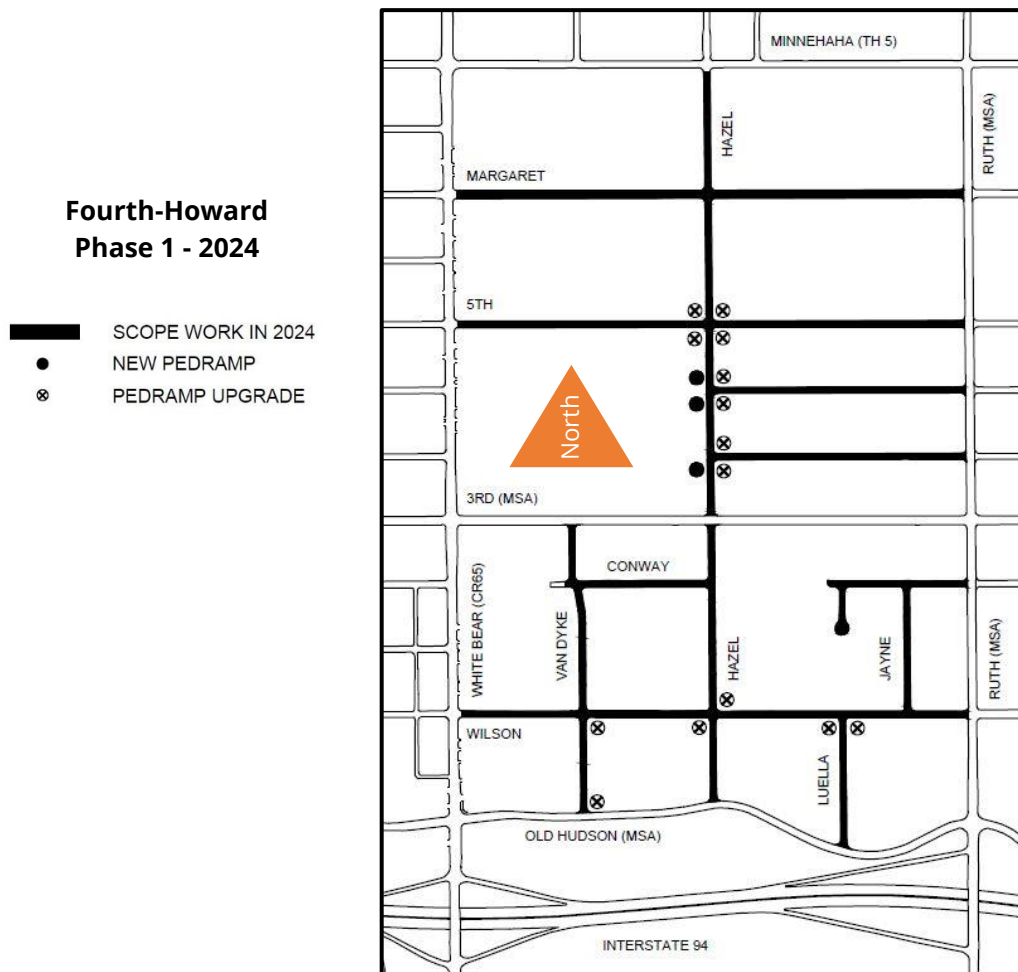 Fourth-Howard
Phase 1 - 2024
SCOPE WORK IN 2024
NEW PEDRAMP
PEDRAMP UPGRADE
MINNEHAHA (TH 5)
HAZEL
RUTH (MSA)
MARGARET
5TH
North
3RD (MSA)
CONWAY
WHITE BEAR (CR65)
VAN DYKE
HAZEL
JAYNE
RUTH (MSA)
WILSON
LUELLA
OLD HUDSON (MSA)
INTERSTATE 94